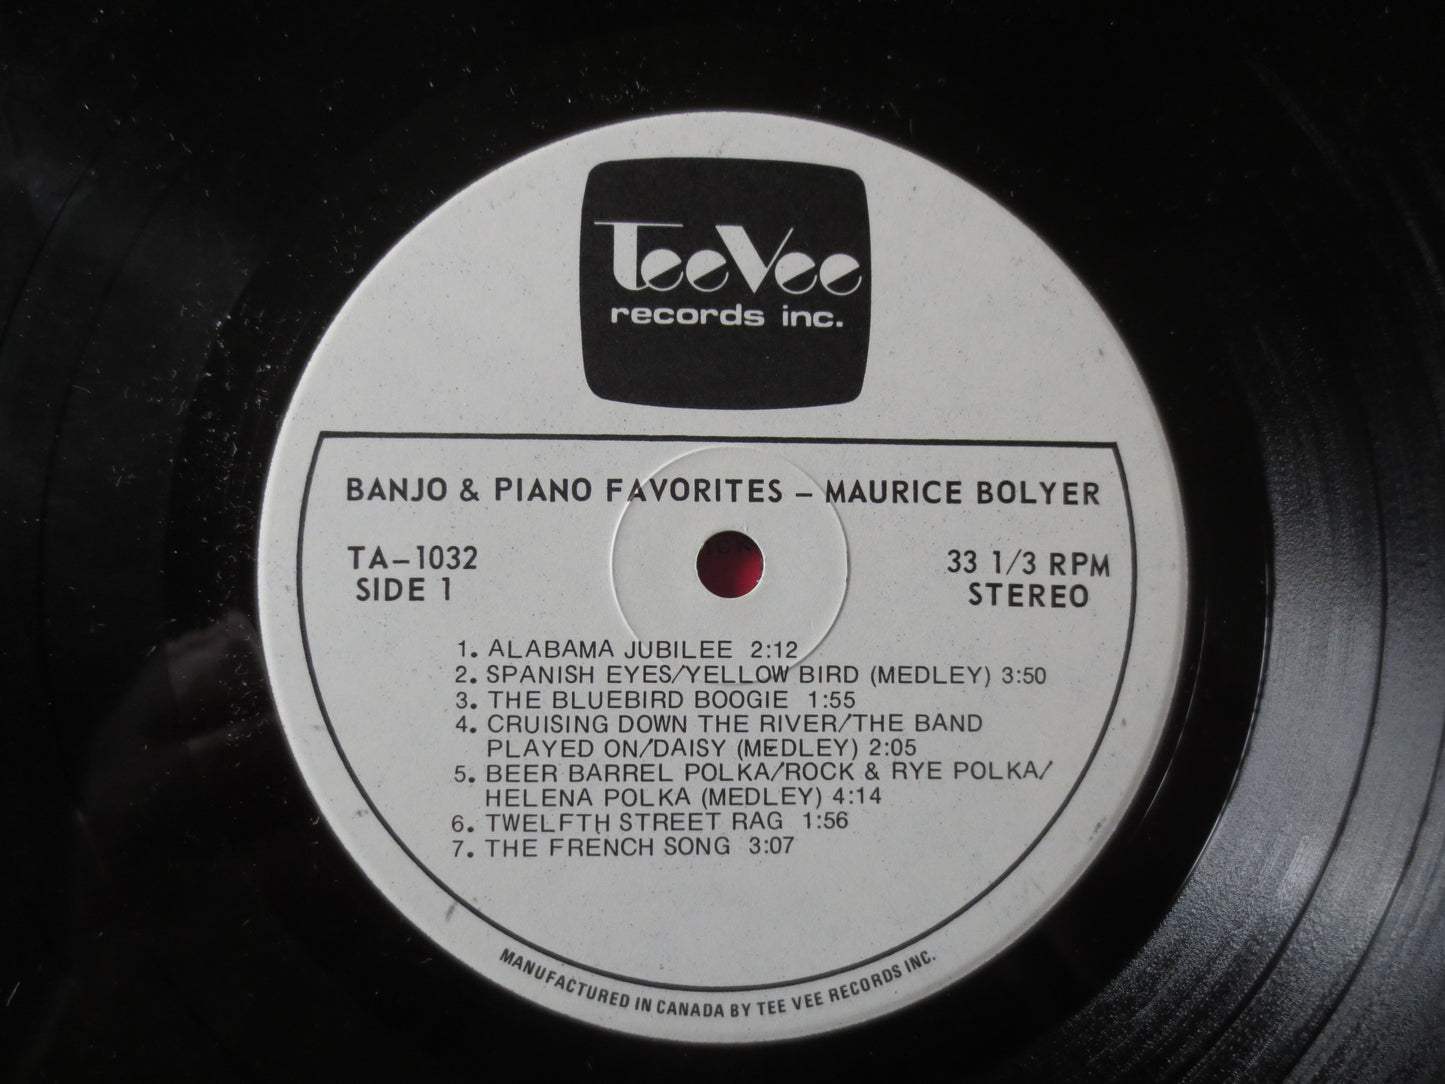 TeeVee
records inc.
BANJO & PIANO FAVORITES – MAURICE BOLYER
TA–1032
SIDE 1
33 1/3 RPM
STEREO
1. ALABAMA JUBILEE 2:12
2. SPANISH EYES/YELLOW BIRD (MEDLEY) 3:50
3. THE BLUEBIRD BOOGIE 1:55
4. CRUISING DOWN THE RIVER/THE BAND
PLAYED ON/DAISY (MEDLEY) 2:05
5. BEER BARREL POLKA/ROCK & RYE POLKA/
HELENA POLKA (MEDLEY) 4:14
6. TWELFTH STREET RAG 1:56
7. THE FRENCH SONG 3:07
MANUFACTURED IN CANADA BY TEE VEE RECORDS INC.